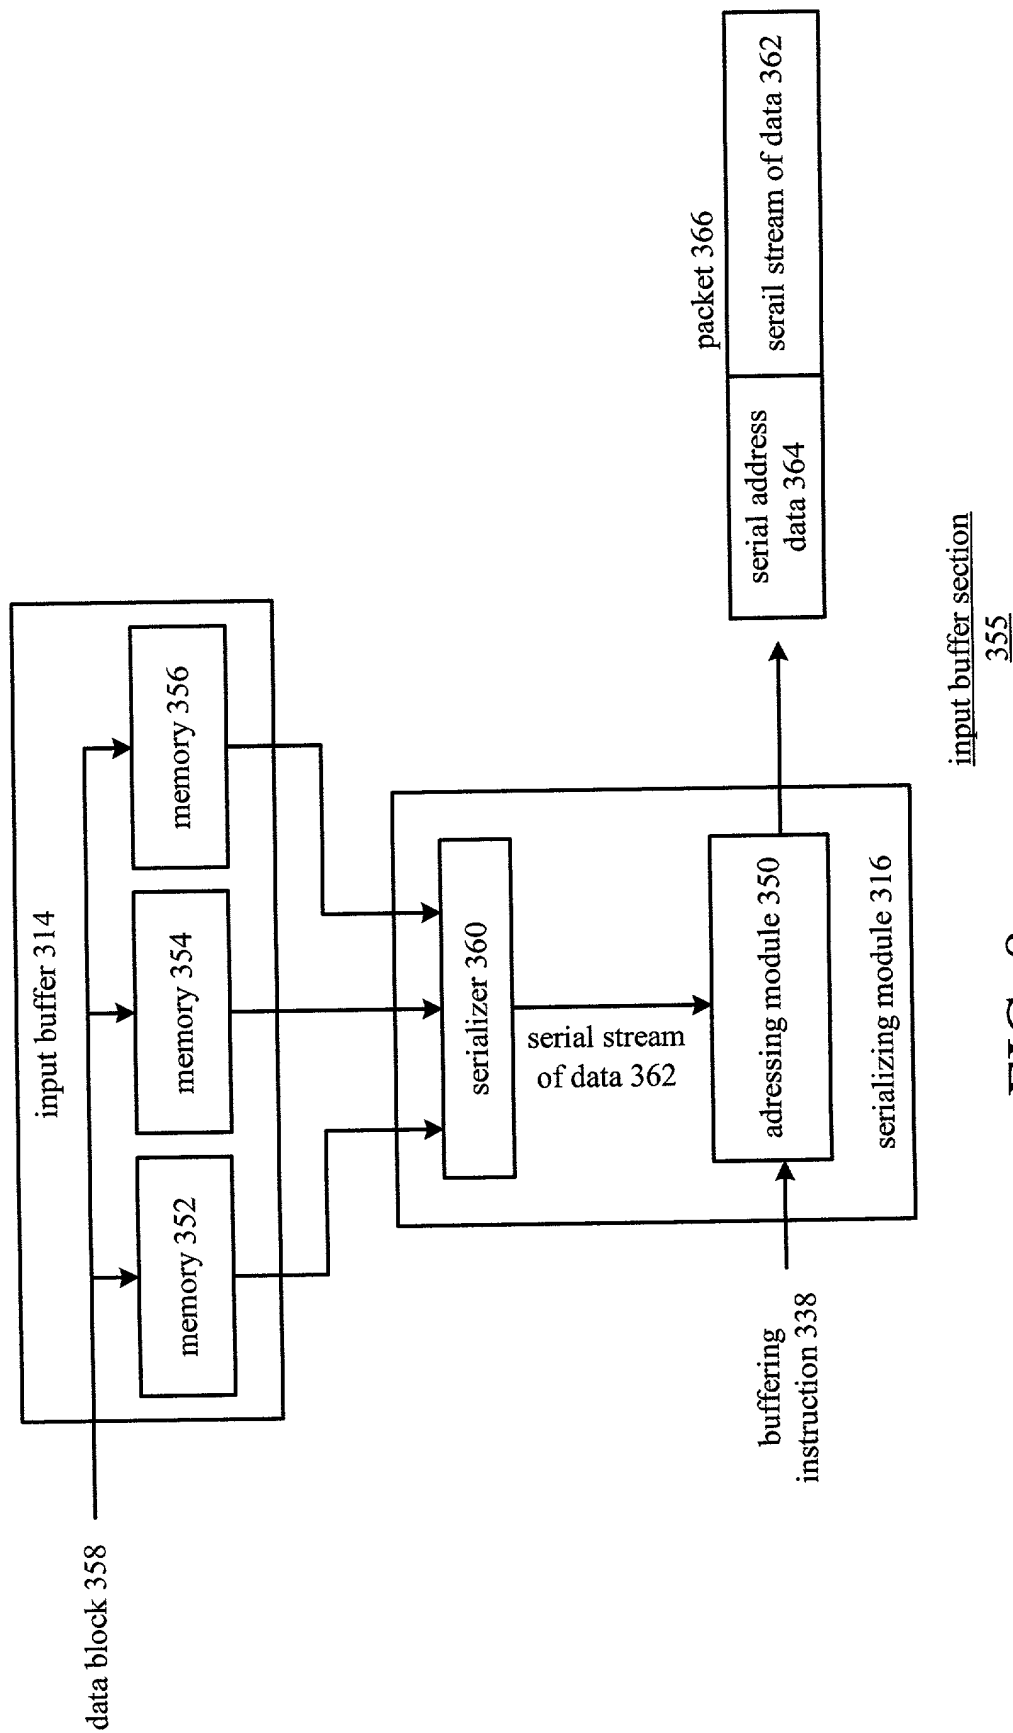 data block 358
input buffer 314
memory 352
memory 354
memory 356
serializer 360
serial stream
of data 362
buffering
instruction 338
adressing module 350
serializing module 316
packet 366
serial address
data 364
serail stream of data 362
input buffer section
355